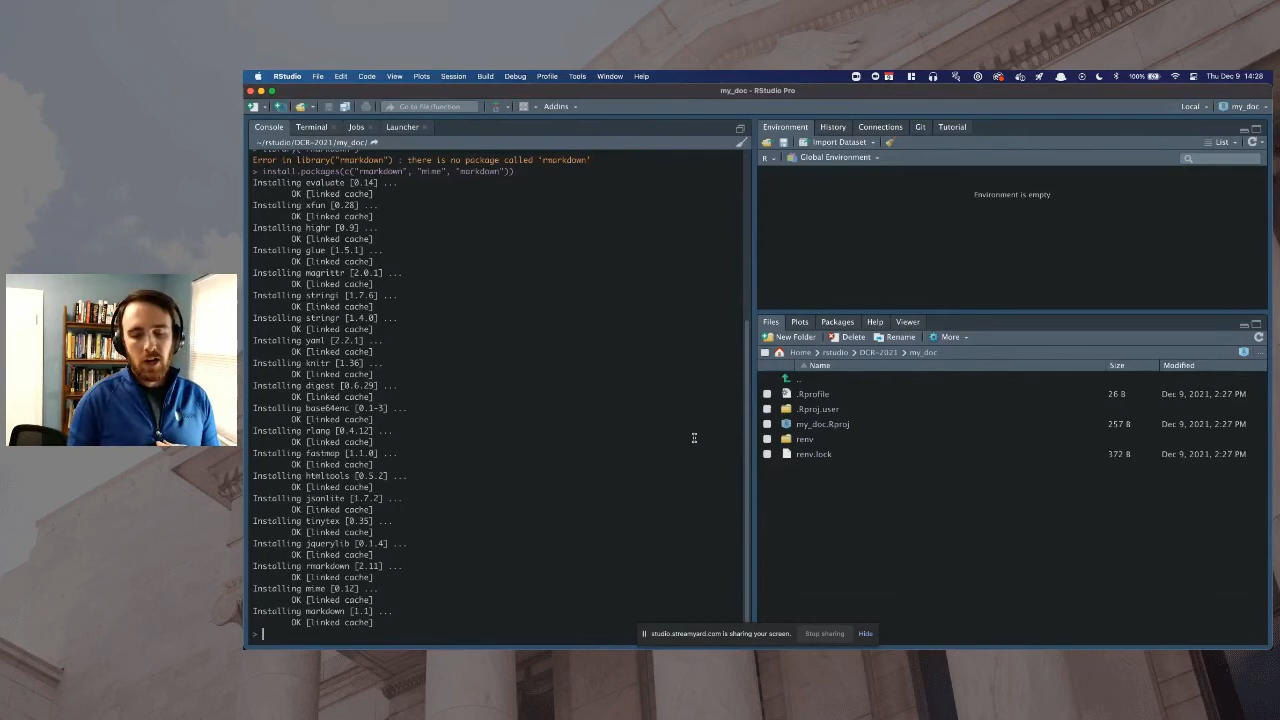 RStudio File Edit Code View Plots Session Build Debug Profile Tools Window Help
100% Thu Dec 9 14:28
my_doc - RStudio Pro
Go to file/function
Addins
Local
my_doc
Console Terminal Jobs Launcher
~/rstudio/DCR-2021/my_doc/
Error in library("rmarkdown") : there is no package called 'rmarkdown'
> install.packages(c("rmarkdown", "mime", "markdown"))
Installing evaluate [0.14] ...
OK [linked cache]
Installing xfun [0.28] ...
OK [linked cache]
Installing highr [0.9] ...
OK [linked cache]
Installing glue [1.5.1] ...
OK [linked cache]
Installing magrittr [2.0.1] ...
OK [linked cache]
Installing stringi [1.7.6] ...
OK [linked cache]
Installing stringr [1.4.0] ...
OK [linked cache]
Installing yaml [2.2.1] ...
OK [linked cache]
Installing knitr [1.36] ...
OK [linked cache]
Installing digest [0.6.29] ...
OK [linked cache]
Installing base64enc [0.1-3] ...
OK [linked cache]
Installing rlang [0.4.12] ...
OK [linked cache]
Installing fastmap [1.1.0] ...
OK [linked cache]
Installing htmltools [0.5.2] ...
OK [linked cache]
Installing jsonlite [1.7.2] ...
OK [linked cache]
Installing tinytex [0.35] ...
OK [linked cache]
Installing jquerylib [0.1.4] ...
OK [linked cache]
Installing rmarkdown [2.11] ...
OK [linked cache]
Installing mime [0.12] ...
OK [linked cache]
Installing markdown [1.1] ...
OK [linked cache]
>
Environment History Connections Git Tutorial
Import Dataset
List
R Global Environment
Environment is empty
Files Plots Packages Help Viewer
New Folder Delete Rename More
Home rstudio DCR-2021 my_doc
Name Size Modified
..
.Rprofile 26 B Dec 9, 2021, 2:27 PM
.Rproj.user
my_doc.Rproj 257 B Dec 9, 2021, 2:27 PM
renv
renv.lock 372 B Dec 9, 2021, 2:27 PM
studio.streamyard.com is sharing your screen. Stop sharing Hide